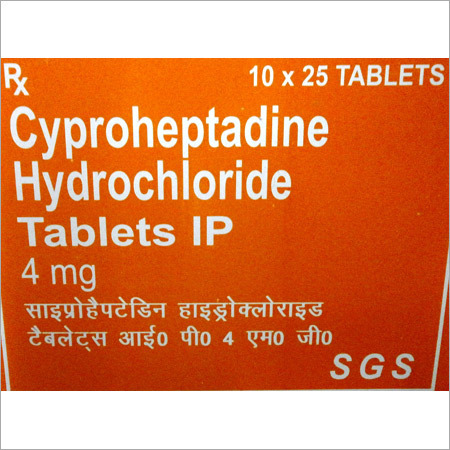 Rx 10 x 25 TABLETS
Cyproheptadine
Hydrochloride
Tablets IP
4 mg
साइप्रोहैपटेडिन हाइड्रोक्लोराइड
टैबलेट्स आई0 पी0 4 एम0 जी0
SGS